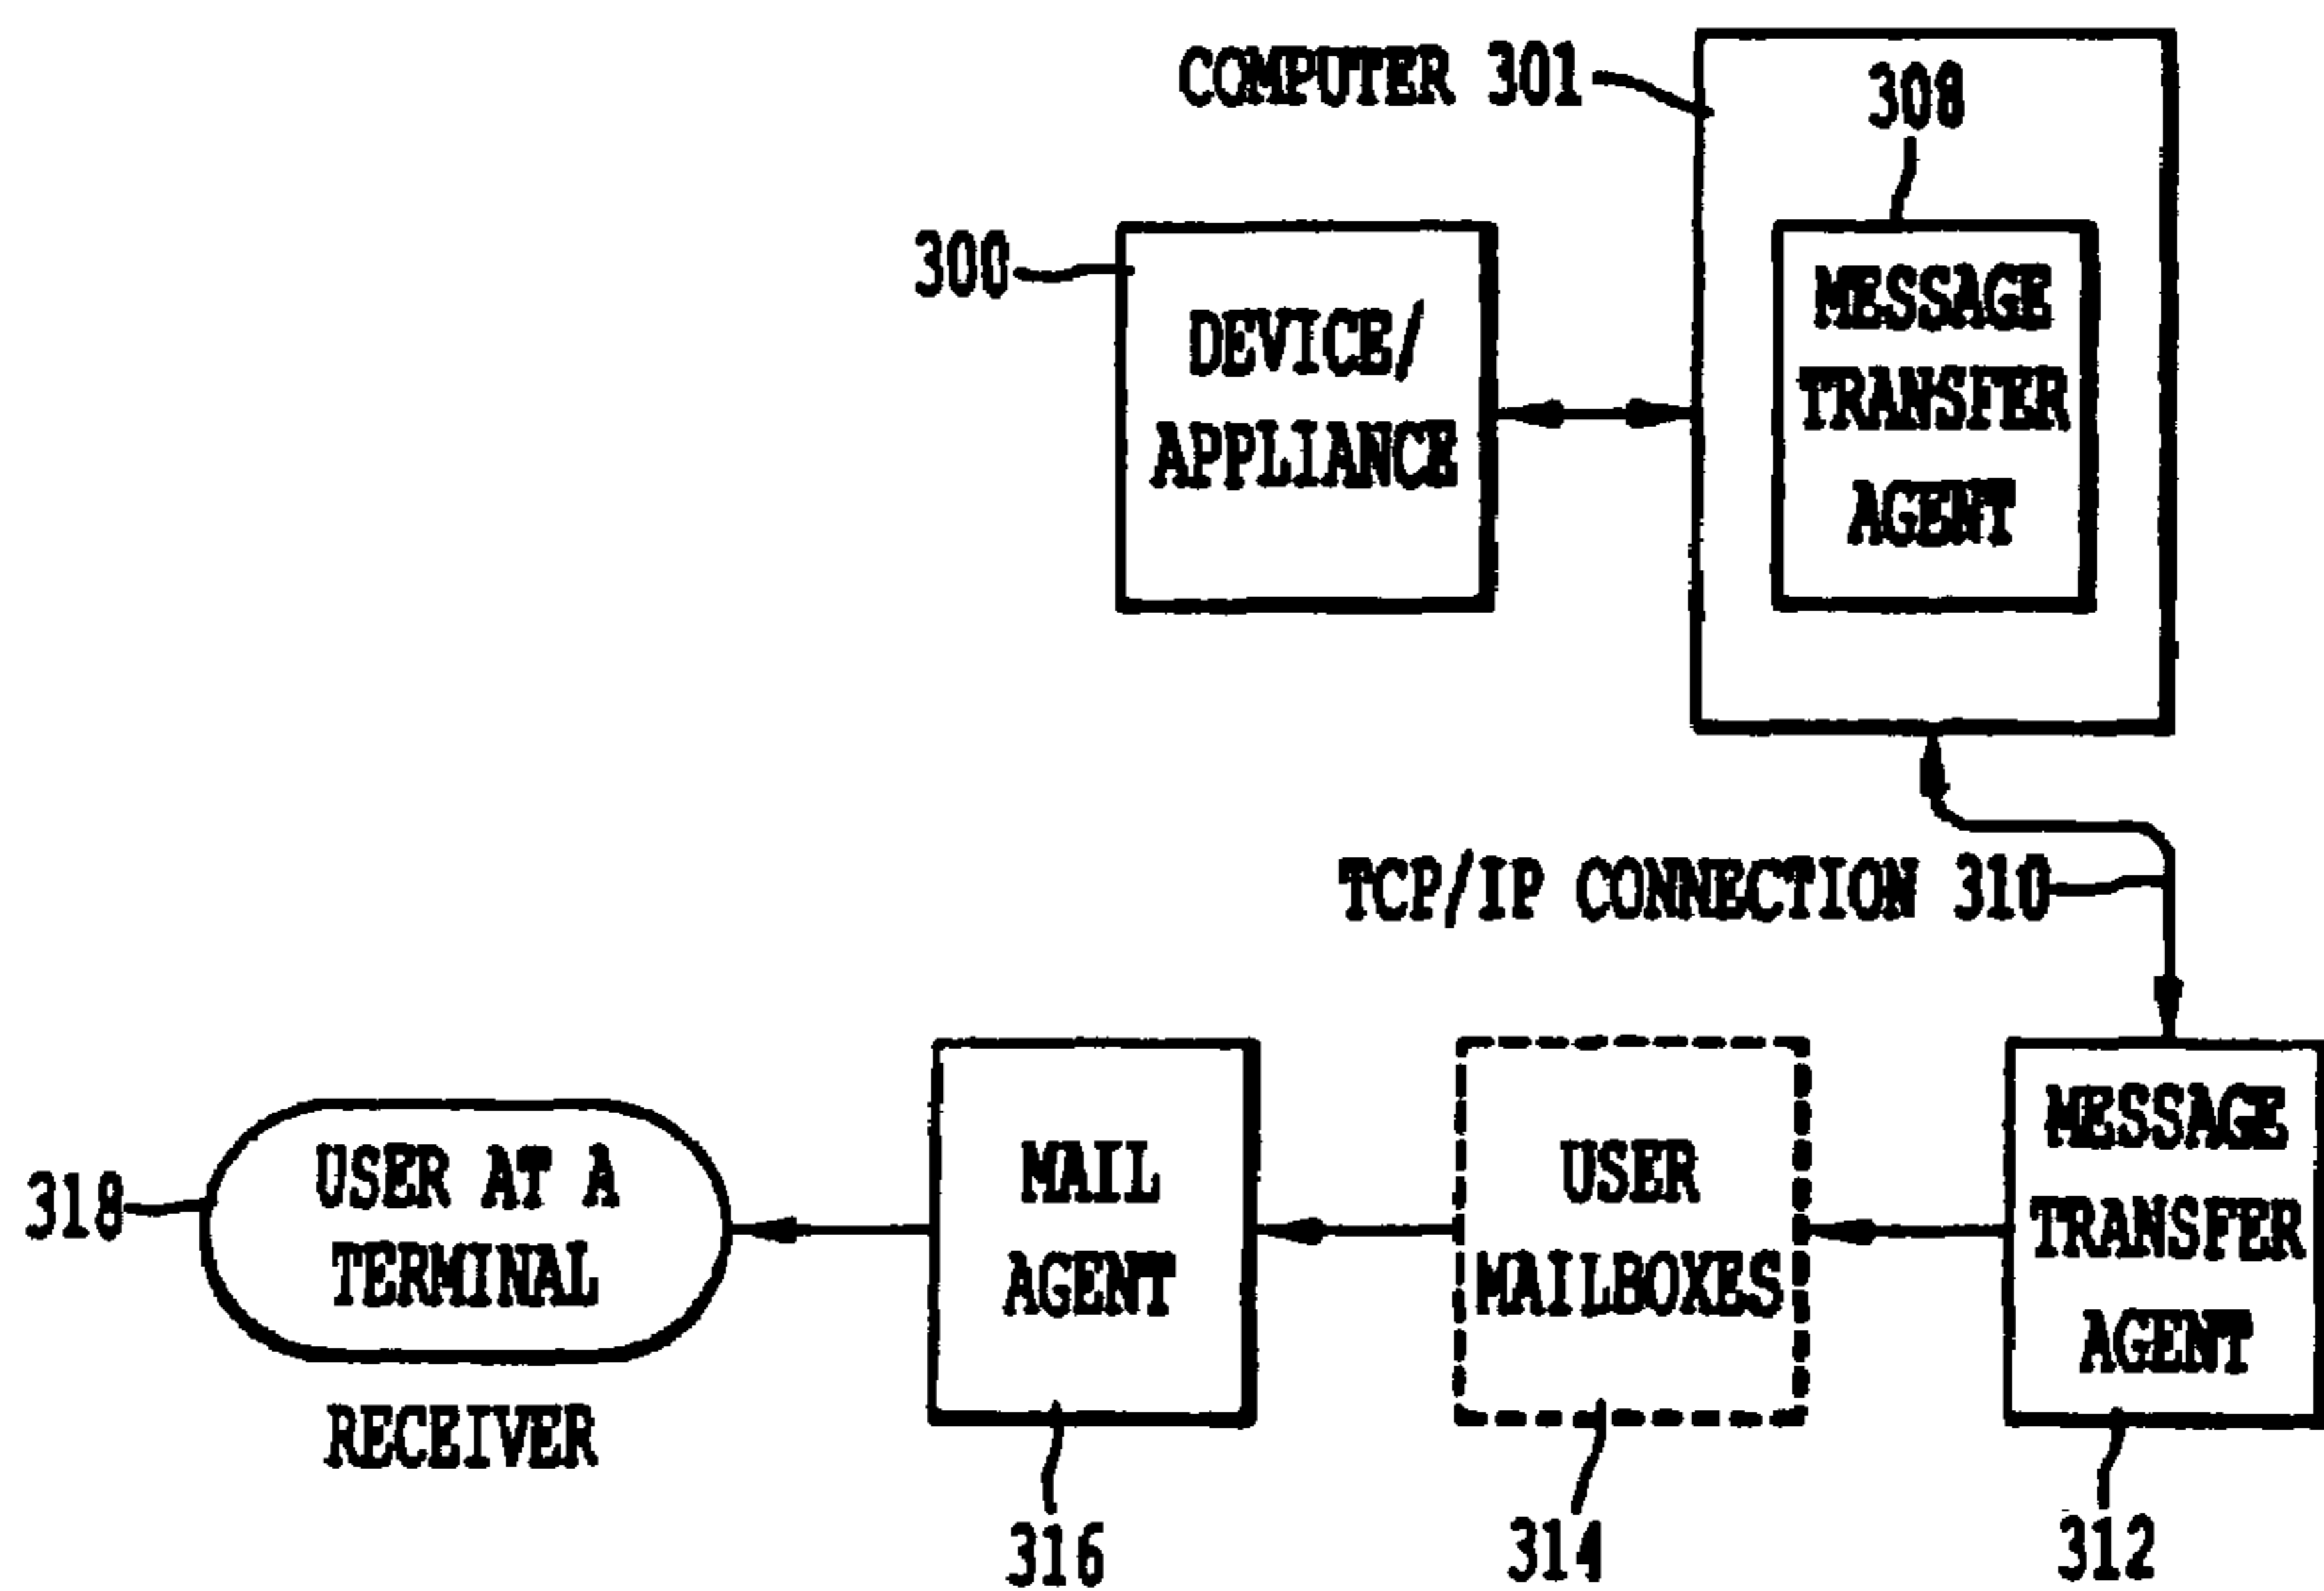 COMPUTER 301
308
300
DEVICE/
APPLIANCE
MESSAGE
TRANSFER
AGENT
TCP/IP CONNECTION 310
318
USER AT A
TERMINAL
RECEIVER
MAIL
AGENT
316
USER
MAILBOXES
314
MESSAGE
TRANSFER
AGENT
312